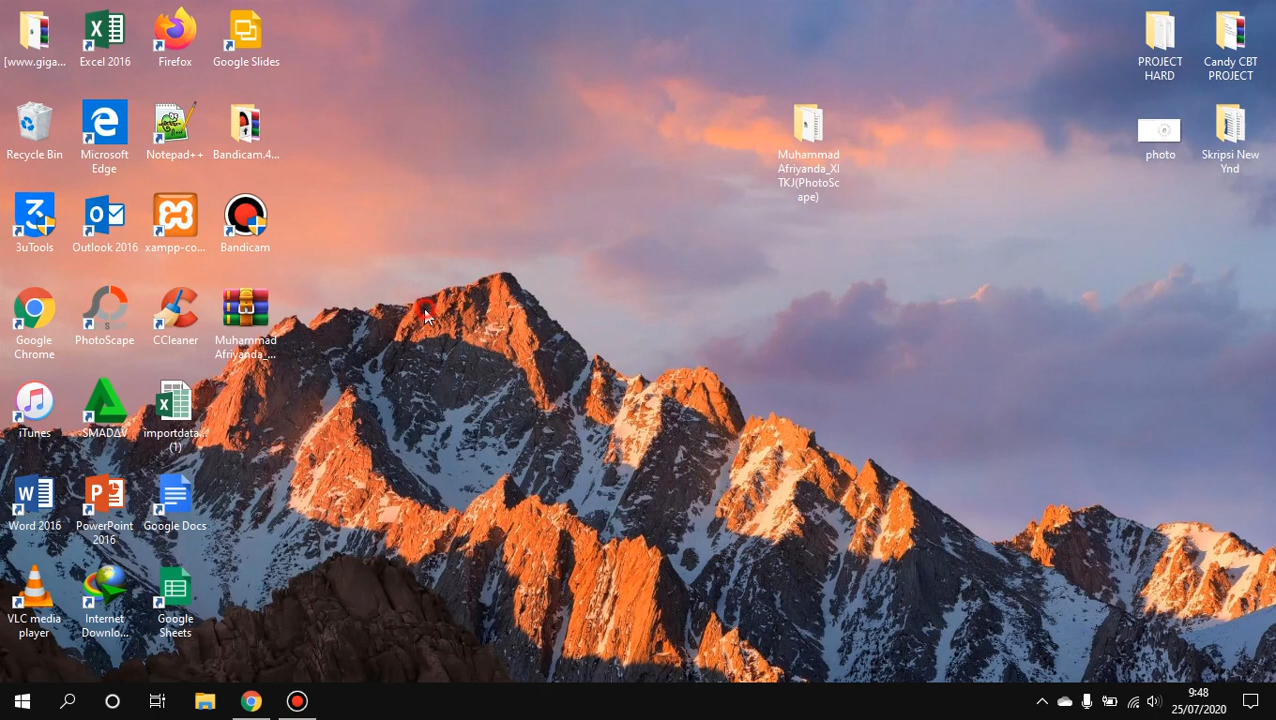 [www.giga...
Excel 2016
Firefox
Google Slides
PROJECT
HARD
Candy CBT
PROJECT
Recycle Bin
Microsoft
Edge
Notepad++
Bandicam.4...
Muhammad
Afriyanda_XI
TKJ(PhotoSc
ape)
photo
Skripsi New
Ynd
3uTools
Outlook 2016
xampp-co...
Bandicam
Google
Chrome
PhotoScape
CCleaner
Muhammad
Afriyanda_...
iTunes
SMADAV
importdata...
(1)
Word 2016
PowerPoint
2016
Google Docs
VLC media
player
Internet
Downlo...
Google
Sheets
9:48
25/07/2020